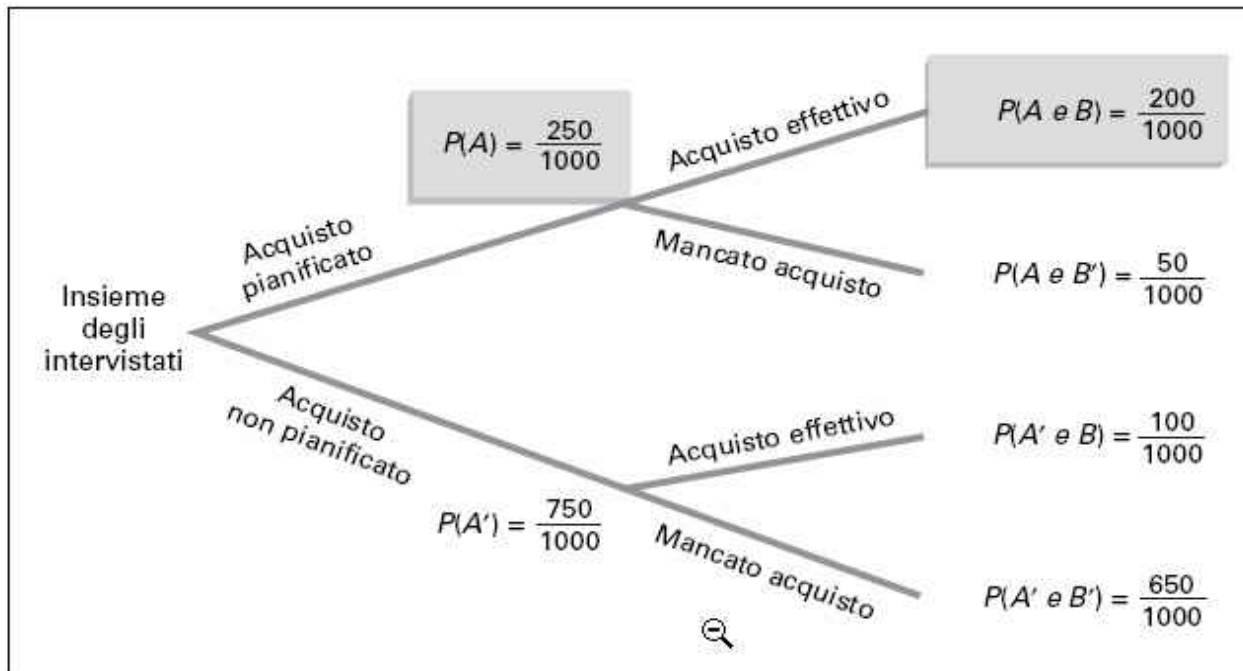 Insieme
degli
intervistati
Acquisto
pianificato
P(A) = 250/1000
Acquisto effettivo
P(A e B) = 200/1000
Mancato acquisto
P(A e B′) = 50/1000
Acquisto
non pianificato
P(A′) = 750/1000
Acquisto effettivo
P(A′ e B) = 100/1000
Mancato acquisto
P(A′ e B′) = 650/1000